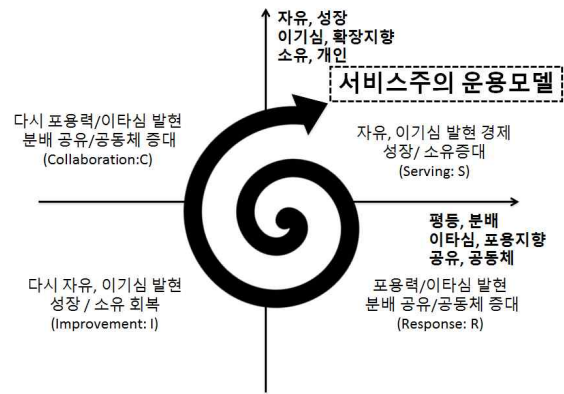 자유, 성장
이기심, 확장지향
소유, 개인
서비스주의 운용모델
다시 포용력/이타심 발현
분배 공유/공동체 증대
(Collaboration:C)
자유, 이기심 발현 경제
성장/ 소유증대
(Serving: S)
평등, 분배
이타심, 포용지향
공유, 공동체
다시 자유, 이기심 발현
성장 / 소유 회복
(Improvement: I)
포용력/이타심 발현
분배 공유/공동체 증대
(Response: R)